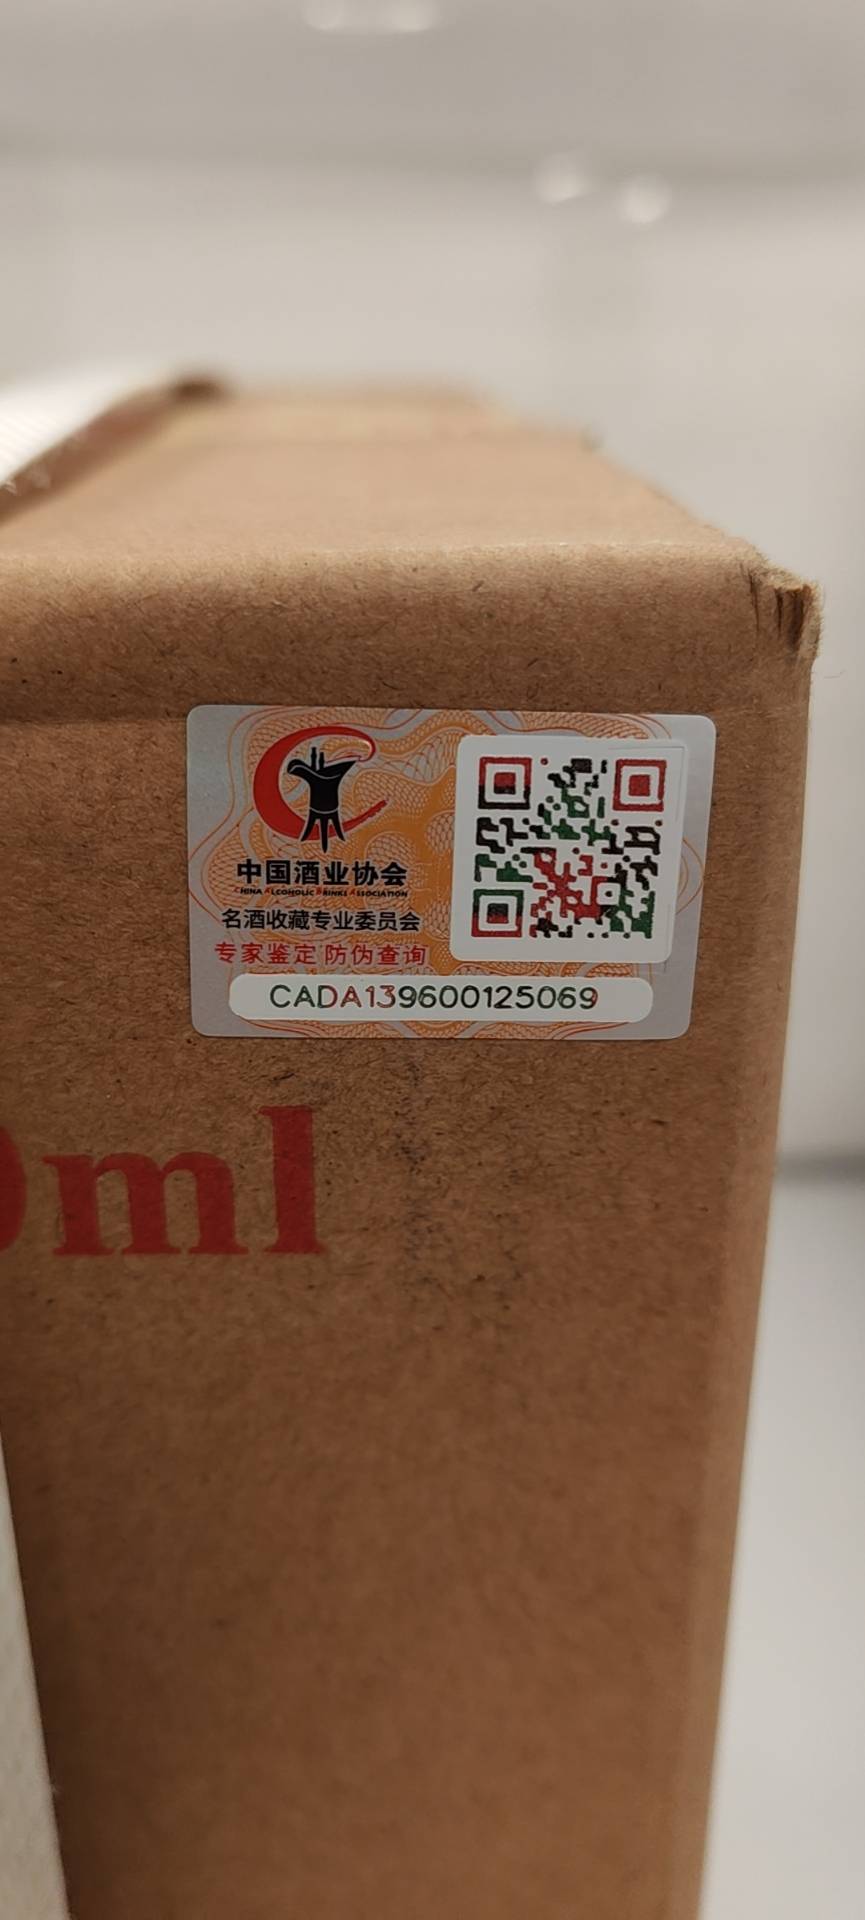 中国酒业协会
CHINA ALCOHOLIC DRINKS ASSOCIATION
名酒收藏专业委员会
专家鉴定 防伪查询
CADA139600125069
0ml